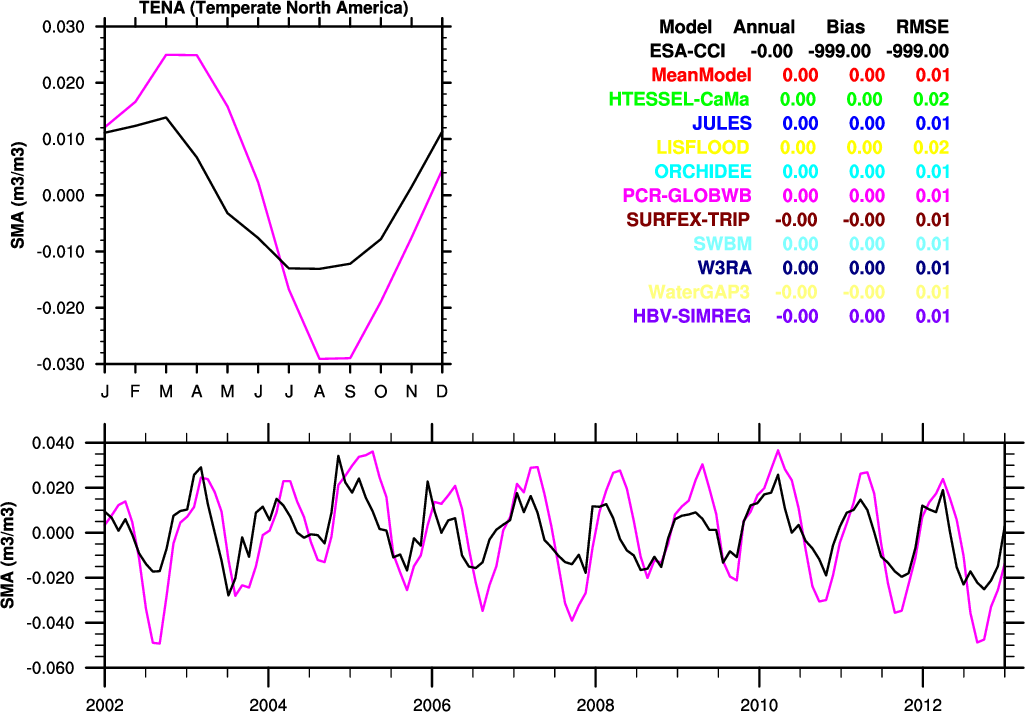 TENA (Temperate North America)
0.030
0.020
0.010
0.000
-0.010
-0.020
-0.030
SMA (m3/m3)
J F M A M J J A S O N D
Model Annual Bias RMSE
ESA-CCI -0.00 -999.00 -999.00
MeanModel 0.00 0.00 0.01
HTESSEL-CaMa 0.00 0.00 0.02
JULES 0.00 0.00 0.01
LISFLOOD 0.00 0.00 0.02
ORCHIDEE 0.00 0.00 0.01
PCR-GLOBWB 0.00 0.00 0.01
SURFEX-TRIP -0.00 -0.00 0.01
SWBM 0.00 0.00 0.01
W3RA 0.00 0.00 0.01
WaterGAP3 -0.00 -0.00 0.01
HBV-SIMREG -0.00 0.00 0.01
0.040
0.020
0.000
-0.020
-0.040
-0.060
SMA (m3/m3)
2002 2004 2006 2008 2010 2012